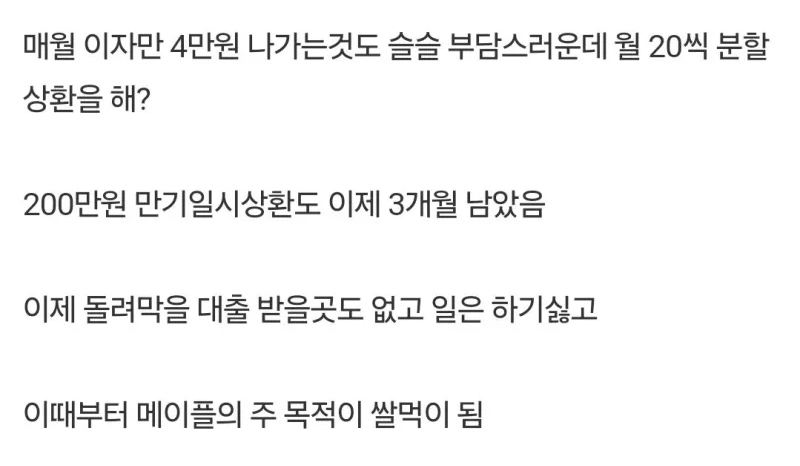 매월 이자만 4만원 나가는것도 슬슬 부담스러운데 월 20씩 분할
상환을 해?
200만원 만기일시상환도 이제 3개월 남았음
이제 돌려막을 대출 받을곳도 없고 일은 하기싫고
이때부터 메이플의 주 목적이 쌀먹이 됨